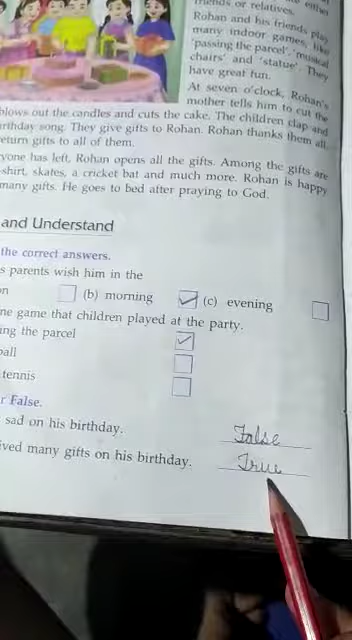 friends or relatives.
Rohan and his friends play
many indoor games, like
'passing the parcel', 'musical
chairs' and 'statue'. They
have great fun.
At seven o'clock, Rohan's
mother tells him to cut the
blows out the candles and cuts the cake. The children clap and
irthday song. They give gifts to Rohan. Rohan thanks them all
eturn gifts to all of them.
yone has left, Rohan opens all the gifts. Among the gifts are
-shirt, skates, a cricket bat and much more. Rohan is happy
many gifts. He goes to bed after praying to God.
and Understand
the correct answers.
s parents wish him in the
on (b) morning (c) evening
ne game that children played at the party.
ing the parcel
ball
tennis
r False.
sad on his birthday. False
ived many gifts on his birthday. True